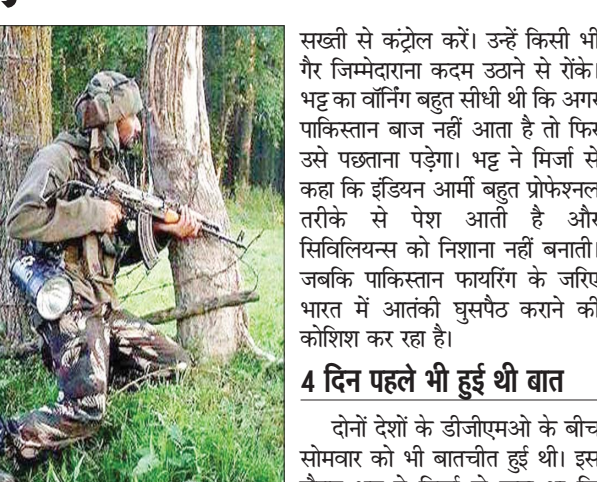 सख्ती से कंट्रोल करें। उन्हें किसी भी
गैर जिम्मेदाराना कदम उठाने से रोंके।
भट्ट का वॉर्निंग बहुत सीधी थी कि अगर
पाकिस्तान बाज नहीं आता है तो फिर
उसे पछताना पड़ेगा। भट्ट ने मिर्जा से
कहा कि इंडियन आर्मी बहुत प्रोफेश्नल
तरीके से पेश आती है और
सिविलियन्स को निशाना नहीं बनाती।
जबकि पाकिस्तान फायरिंग के जरिए
भारत में आतंकी घुसपैठ कराने की
कोशिश कर रहा है।
4 दिन पहले भी हुई थी बात
दोनों देशों के डीजीएमओ के बीच
सोमवार को भी बातचीत हुई थी। इस